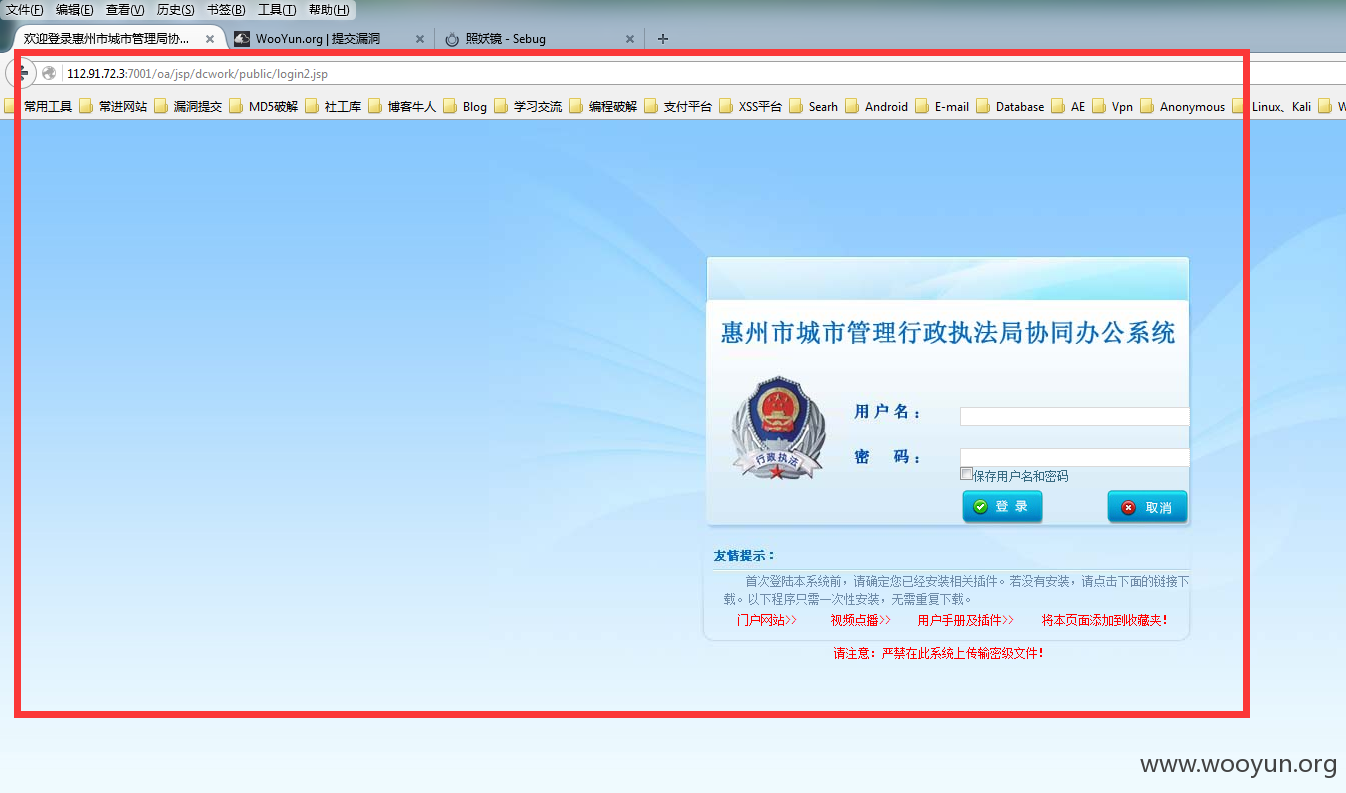 文件(F) 编辑(E) 查看(V) 历史(S) 书签(B) 工具(T) 帮助(H)
欢迎登录惠州市城市管理局协... WooYun.org | 提交漏洞 照妖镜 - Sebug
112.91.72.3:7001/oa/jsp/dcwork/public/login2.jsp
常用工具 常进网站 漏洞提交 MD5破解 社工库 博客牛人 Blog 学习交流 编程破解 支付平台 XSS平台 Searh Android E-mail Database AE Vpn Anonymous Linux、Kali W
惠州市城市管理行政执法局协同办公系统
行政执法
用户名：
密 码：
保存用户名和密码
登 录 取消
友情提示：
首次登陆本系统前，请确定您已经安装相关插件。若没有安装，请点击下面的链接下
载。以下程序只需一次性安装，无需重复下载。
门户网站>> 视频点播>> 用户手册及插件>> 将本页面添加到收藏夹!
请注意：严禁在此系统上传输密级文件!
www.wooyun.org